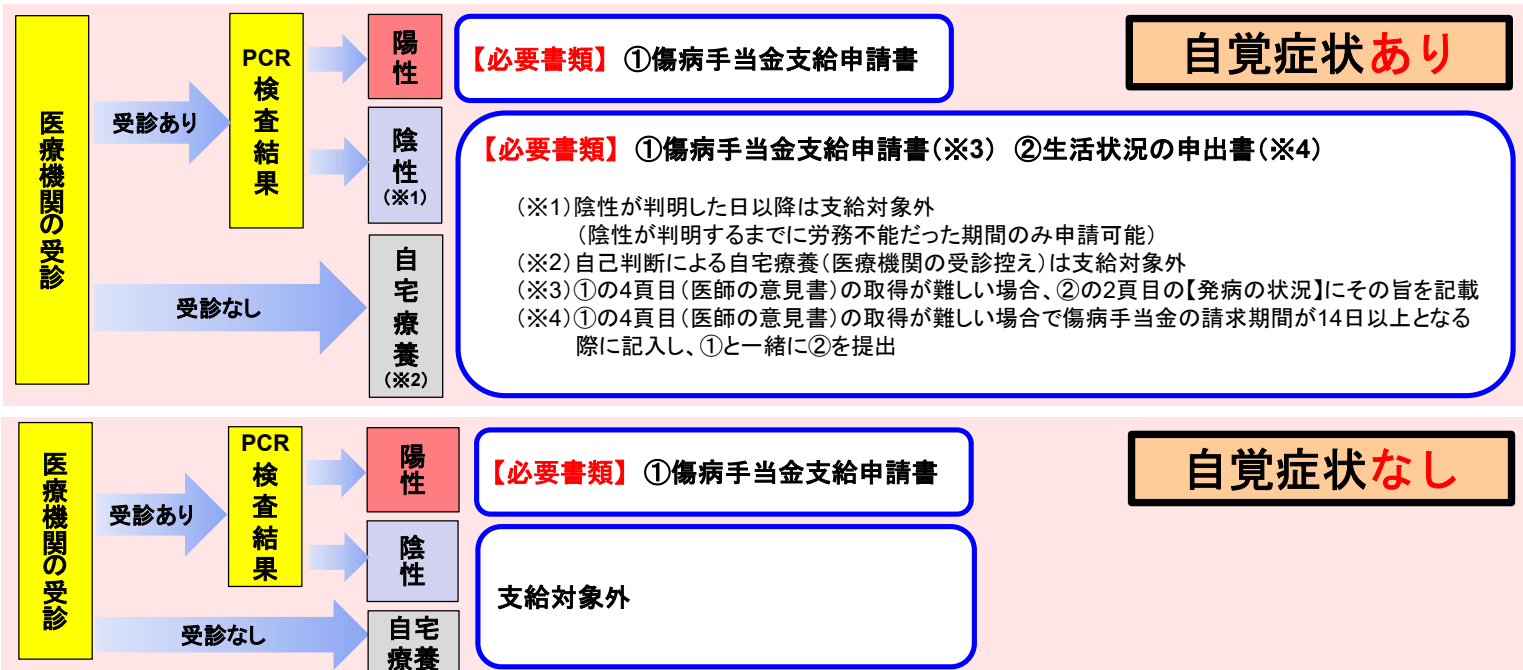 自覚症状あり
医療機関の受診
受診あり
PCR
検査結果
陽性
【必要書類】 ①傷病手当金支給申請書
陰性
(※1)
受診なし
自宅療養
(※2)
【必要書類】 ①傷病手当金支給申請書(※3) ②生活状況の申出書(※4)
(※1)陰性が判明した日以降は支給対象外
(陰性が判明するまでに労務不能だった期間のみ申請可能)
(※2)自己判断による自宅療養(医療機関の受診控え)は支給対象外
(※3)①の4頁目(医師の意見書)の取得が難しい場合、②の2頁目の【発病の状況】にその旨を記載
(※4)①の4頁目(医師の意見書)の取得が難しい場合で傷病手当金の請求期間が14日以上となる
際に記入し、①と一緒に②を提出
自覚症状なし
医療機関の受診
受診あり
PCR
検査結果
陽性
【必要書類】 ①傷病手当金支給申請書
陰性
受診なし
自宅
療養
支給対象外